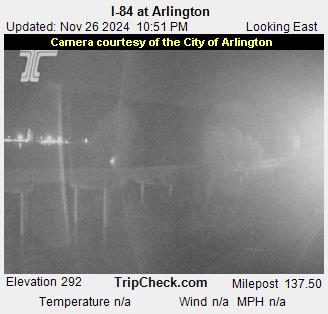 I-84 at Arlington
Updated: Nov 26 2024 10:51 PM Looking East
Camera courtesy of the City of Arlington
Elevation 292 TripCheck.com Milepost 137.50
Temperature n/a Wind n/a MPH n/a